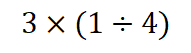 3 × (1 ÷ 4)